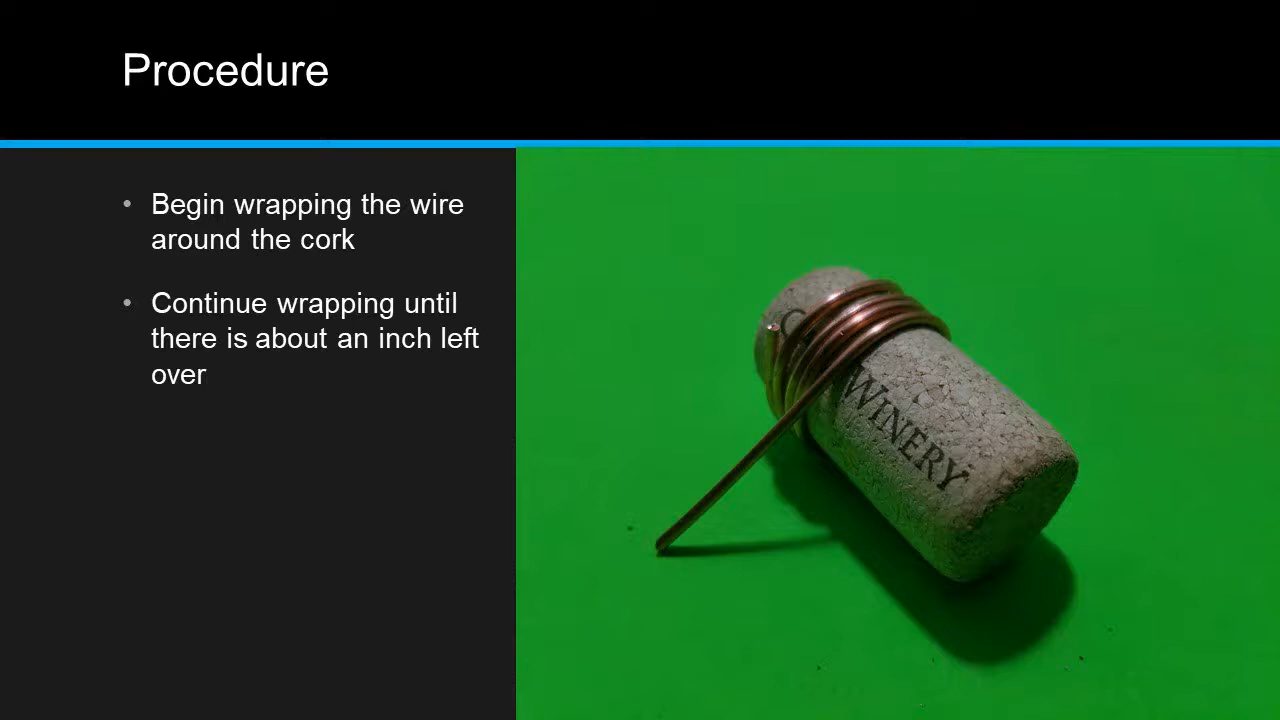 Procedure
• Begin wrapping the wire
around the cork
• Continue wrapping until
there is about an inch left
over
WINERY